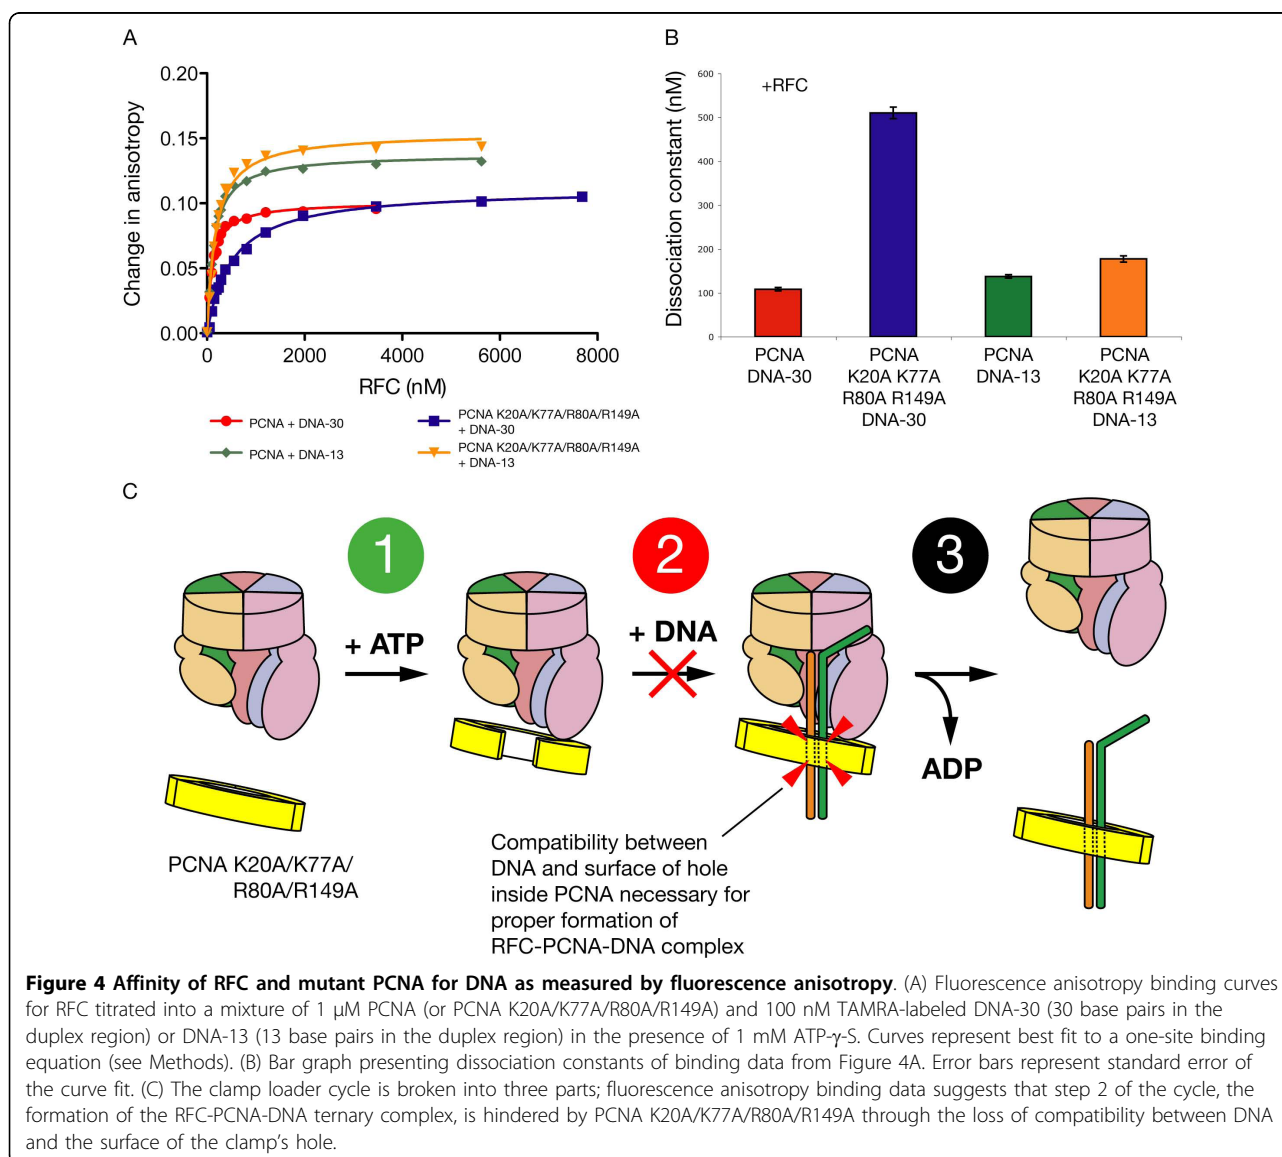 A
Change in anisotropy
0.20
0.15
0.10
0.05
0.00
0
2000
4000
6000
8000
RFC (nM)
PCNA + DNA-30
PCNA + DNA-13
PCNA K20A/K77A/R80A/R149A
+ DNA-30
PCNA K20A/K77A/R80A/R149A
+ DNA-13
B
Dissociation constant (nM)
600
500
400
300
200
100
0
+RFC
PCNA
DNA-30
PCNA
K20A K77A
R80A R149A
DNA-30
PCNA
DNA-13
PCNA
K20A K77A
R80A R149A
DNA-13
C
1
+ ATP
2
+ DNA
3
ADP
PCNA K20A/K77A/
R80A/R149A
Compatibility between
DNA and surface of hole
inside PCNA necessary for
proper formation of
RFC-PCNA-DNA complex
Figure 4 Affinity of RFC and mutant PCNA for DNA as measured by fluorescence anisotropy. (A) Fluorescence anisotropy binding curves
for RFC titrated into a mixture of 1 μM PCNA (or PCNA K20A/K77A/R80A/R149A) and 100 nM TAMRA-labeled DNA-30 (30 base pairs in the
duplex region) or DNA-13 (13 base pairs in the duplex region) in the presence of 1 mM ATP-γ-S. Curves represent best fit to a one-site binding
equation (see Methods). (B) Bar graph presenting dissociation constants of binding data from Figure 4A. Error bars represent standard error of
the curve fit. (C) The clamp loader cycle is broken into three parts; fluorescence anisotropy binding data suggests that step 2 of the cycle, the
formation of the RFC-PCNA-DNA ternary complex, is hindered by PCNA K20A/K77A/R80A/R149A through the loss of compatibility between DNA
and the surface of the clamp's hole.